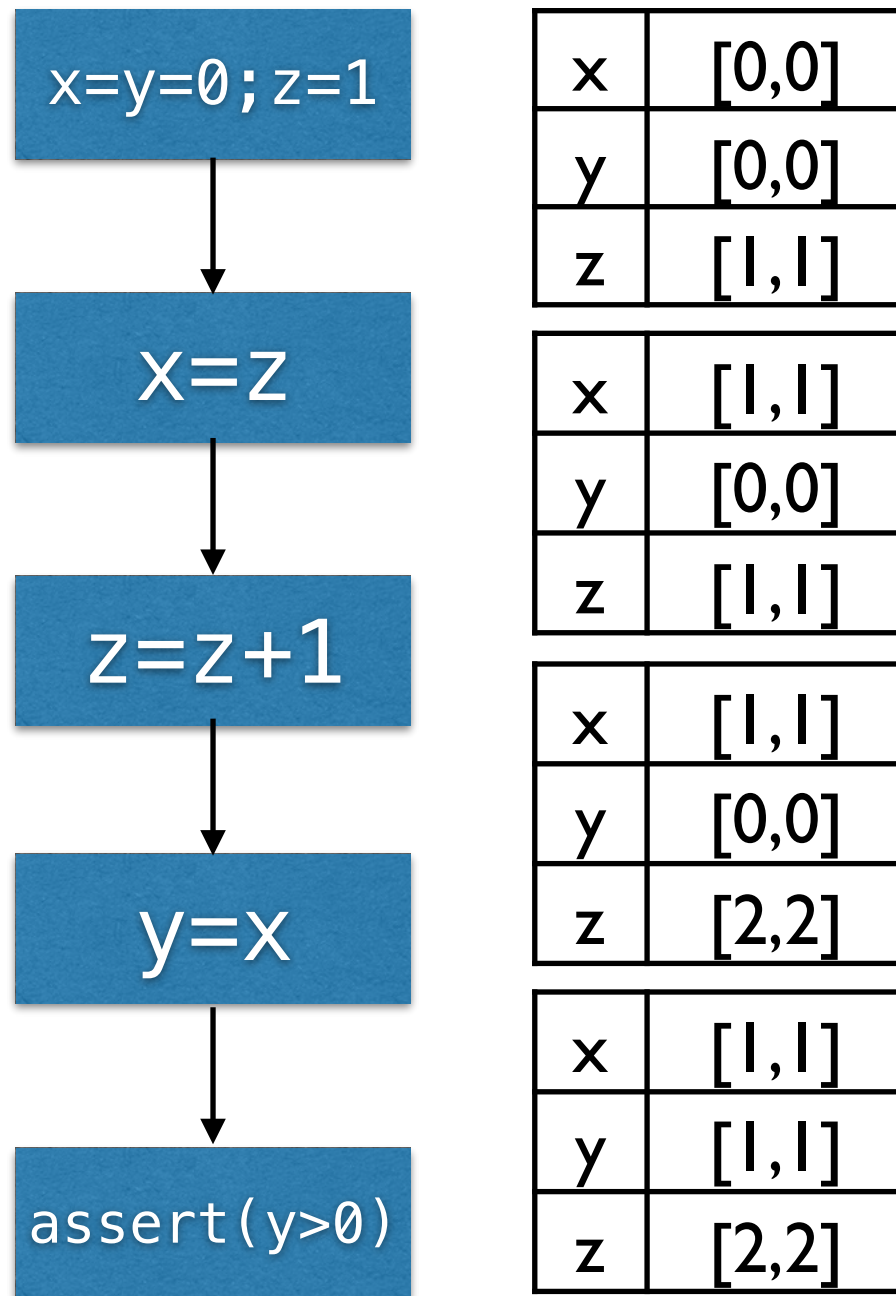 x=y=0;z=1
x=z
z=z+1
y=x
assert(y>0)
x [0,0]
y [0,0]
z [1,1]
x [1,1]
y [0,0]
z [1,1]
x [1,1]
y [0,0]
z [2,2]
x [1,1]
y [1,1]
z [2,2]